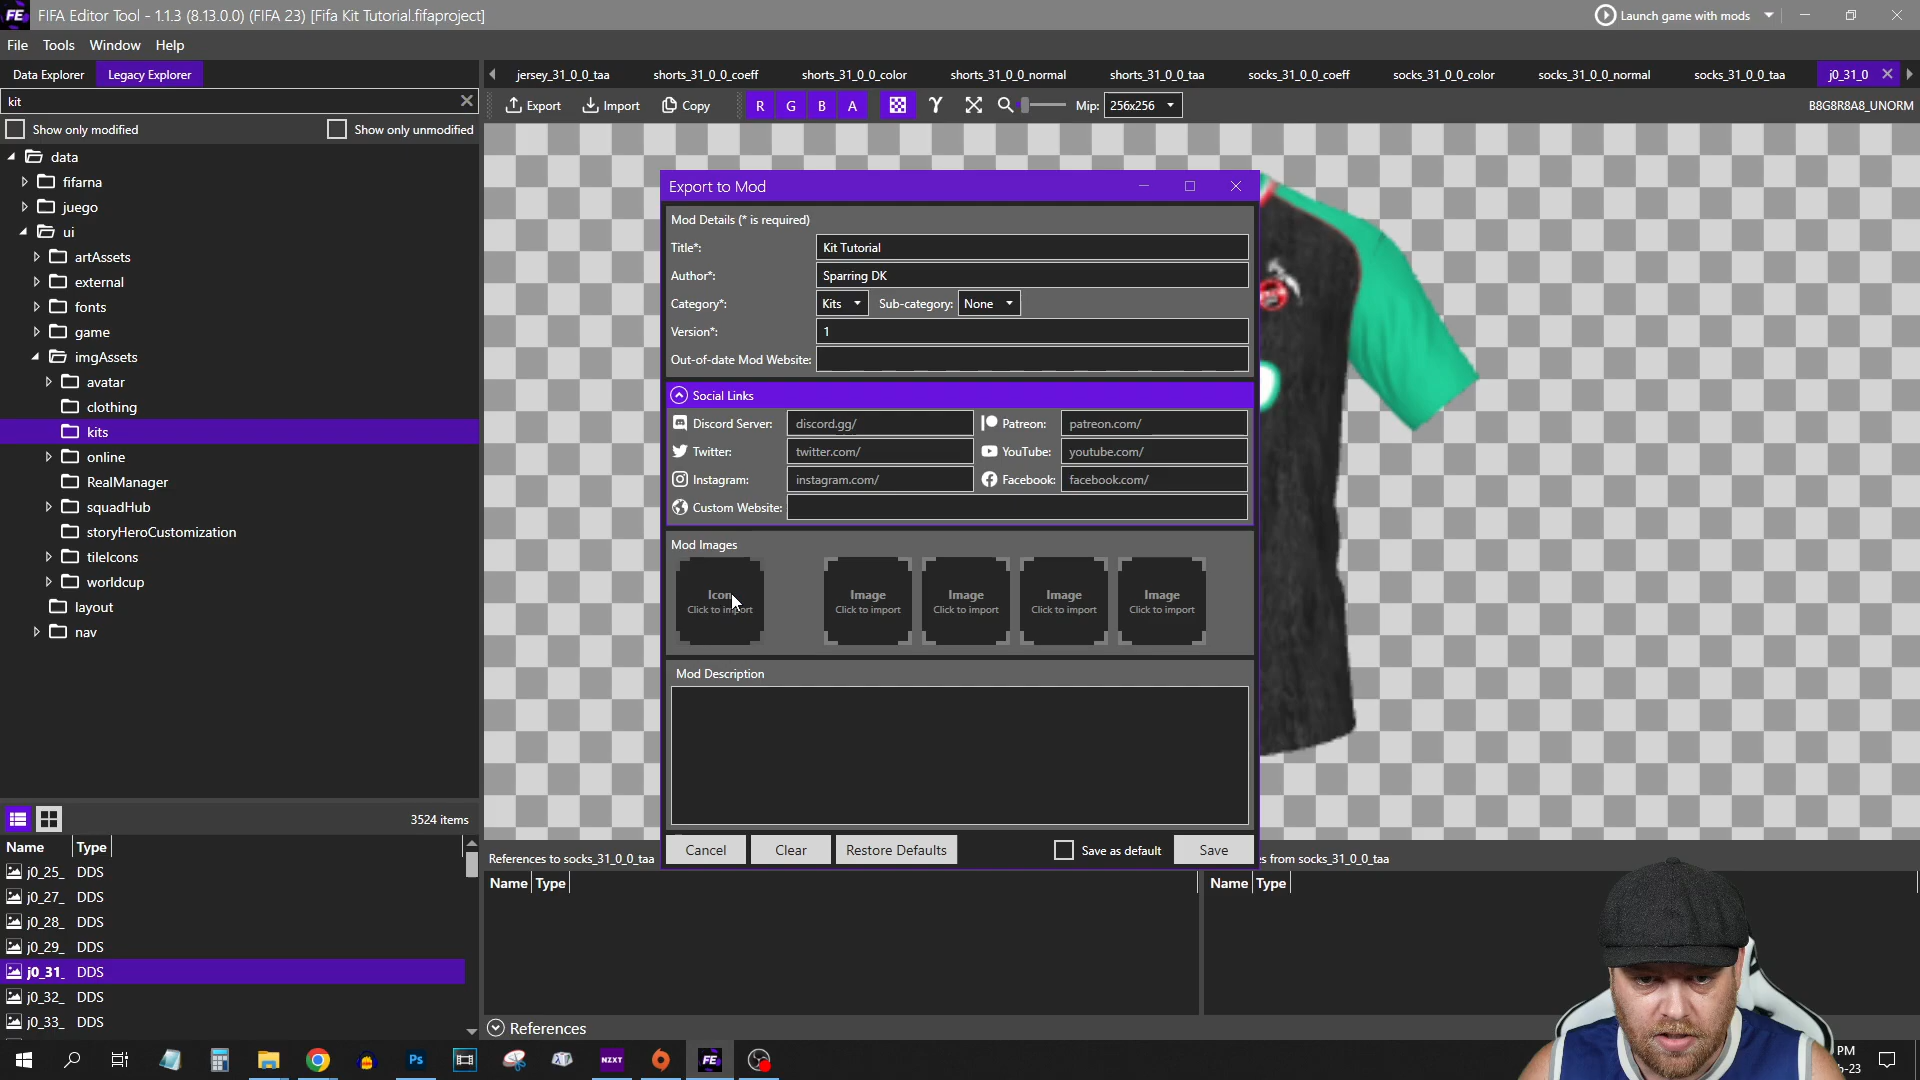 FE FIFA Editor Tool - 1.1.3 (8.13.0.0) (FIFA 23) [Fifa Kit Tutorial.fifaproject]
Launch game with mods
File Tools Window Help
Data Explorer Legacy Explorer
jersey_31_0_0_taa shorts_31_0_0_coeff shorts_31_0_0_color shorts_31_0_0_normal shorts_31_0_0_taa socks_31_0_0_coeff socks_31_0_0_color socks_31_0_0_normal socks_31_0_0_taa j0_31_0
kit
Export Import Copy R G B A Mip: 256x256 B8G8R8A8_UNORM
Show only modified Show only unmodified
data
fifarna
juego
ui
artAssets
external
fonts
game
imgAssets
avatar
clothing
kits
online
RealManager
squadHub
storyHeroCustomization
tileIcons
worldcup
layout
nav
3524 items
Name Type
j0_25_ DDS
j0_27_ DDS
j0_28_ DDS
j0_29_ DDS
j0_31_ DDS
j0_32_ DDS
j0_33_ DDS
Export to Mod
Mod Details (* is required)
Title*: Kit Tutorial
Author*: Sparring DK
Category*: Kits Sub-category: None
Version*: 1
Out-of-date Mod Website:
Social Links
Discord Server: discord.gg/ Patreon: patreon.com/
Twitter: twitter.com/ YouTube: youtube.com/
Instagram: instagram.com/ Facebook: facebook.com/
Custom Website:
Mod Images
Icon Image Image Image Image
Click to import Click to import Click to import Click to import Click to import
Mod Description
Cancel Clear Restore Defaults Save as default Save
References to socks_31_0_0_taa from socks_31_0_0_taa
Name Type Name Type
References
Ps NZXT FE PM